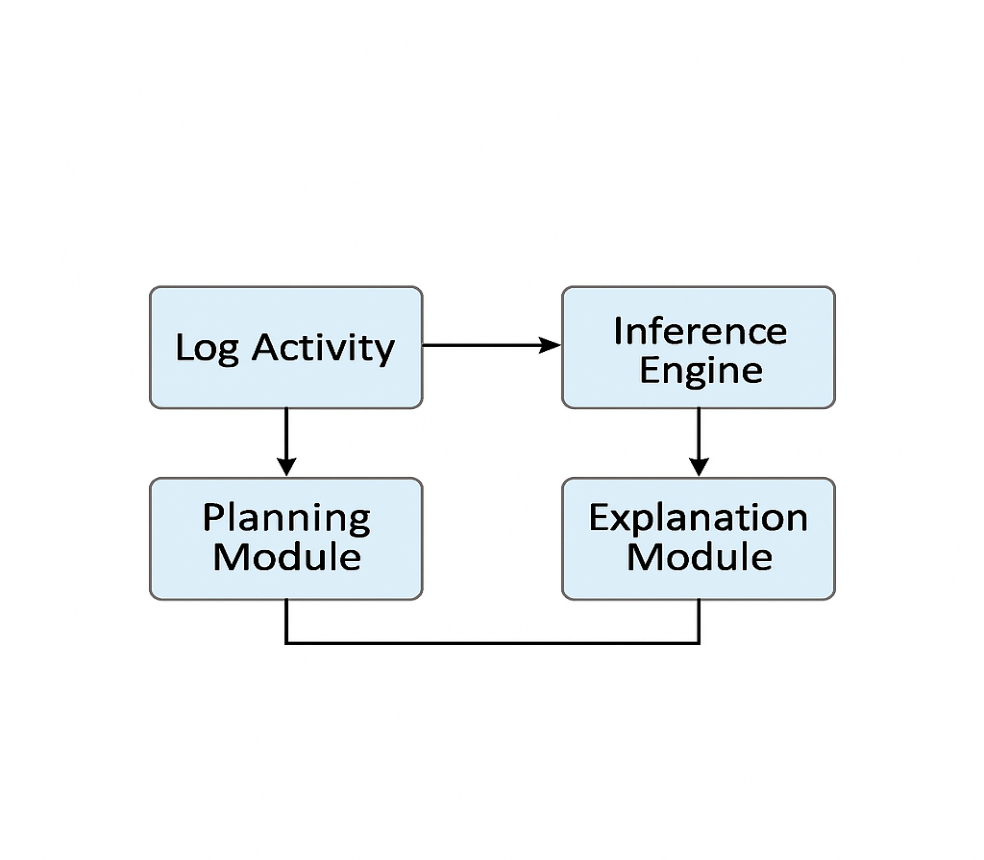 Log Activity
Inference
Engine
Planning
Module
Explanation
Module